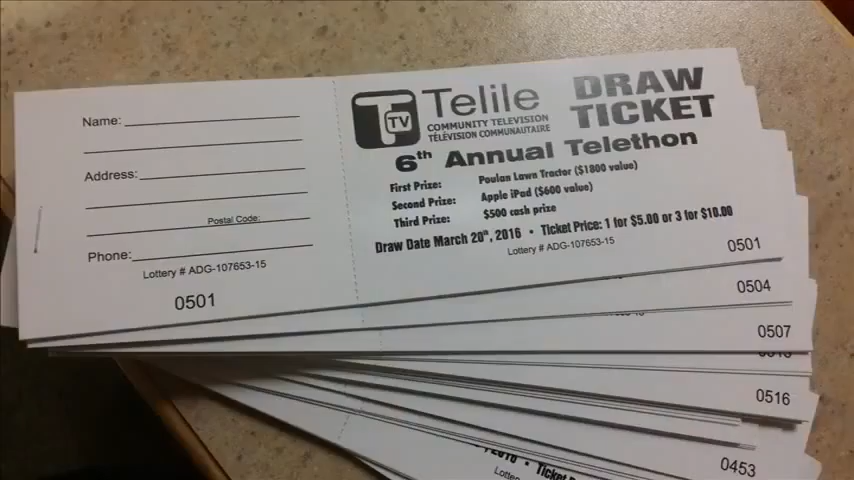 Name:
Address:
Postal Code:
Phone:
Lottery # ADG-107653-15
0501
TV
Telile
COMMUNITY TELEVISION
TÉLÉVISION COMMUNAUTAIRE
DRAW
TICKET
6th Annual Telethon
First Prize: Poulan Lawn Tractor ($1800 value)
Second Prize: Apple iPad ($600 value)
Third Prize: $500 cash prize
Draw Date March 20th, 2016 • Ticket Price: 1 for $5.00 or 3 for $10.00
Lottery # ADG-107653-15
0501
0504
0507
0516
0453
2016 • Ticket
Lotter